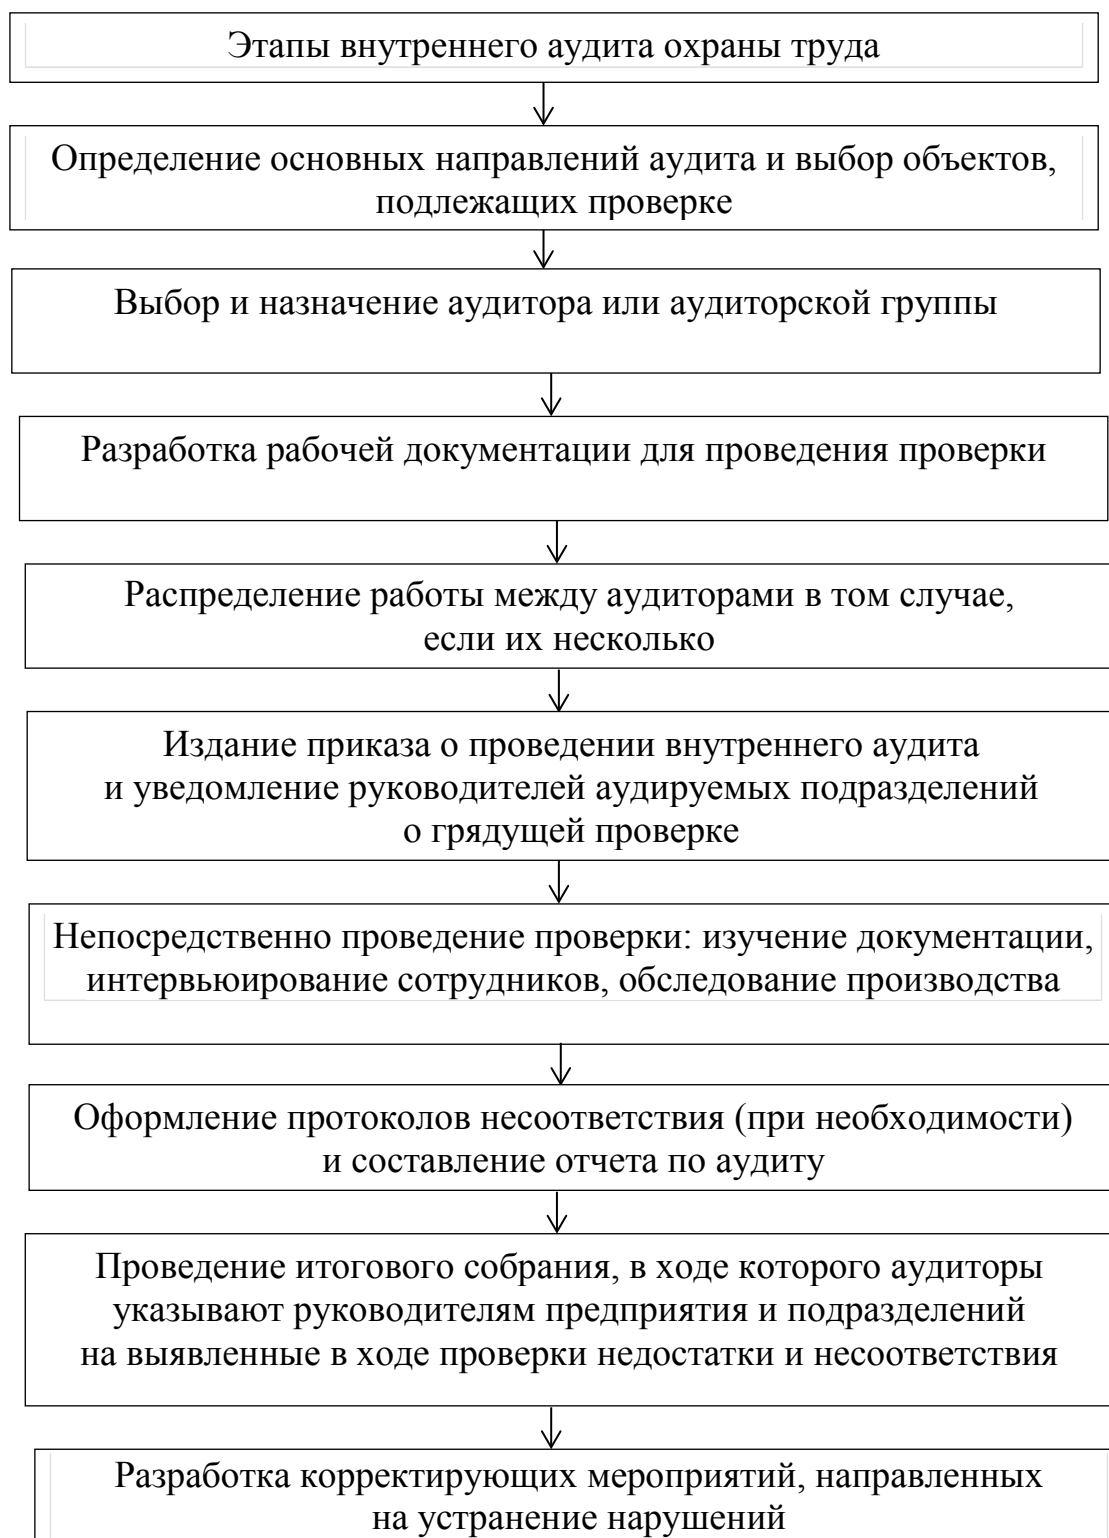 Этапы внутреннего аудита охраны труда
Определение основных направлений аудита и выбор объектов,
подлежащих проверке
Выбор и назначение аудитора или аудиторской группы
Разработка рабочей документации для проведения проверки
Распределение работы между аудиторами в том случае,
если их несколько
Издание приказа о проведении внутреннего аудита
и уведомление руководителей аудируемых подразделений
о грядущей проверке
Непосредственно проведение проверки: изучение документации,
интервьюирование сотрудников, обследование производства
Оформление протоколов несоответствия (при необходимости)
и составление отчета по аудиту
Проведение итогового собрания, в ходе которого аудиторы
указывают руководителям предприятия и подразделений
на выявленные в ходе проверки недостатки и несоответствия
Разработка корректирующих мероприятий, направленных
на устранение нарушений